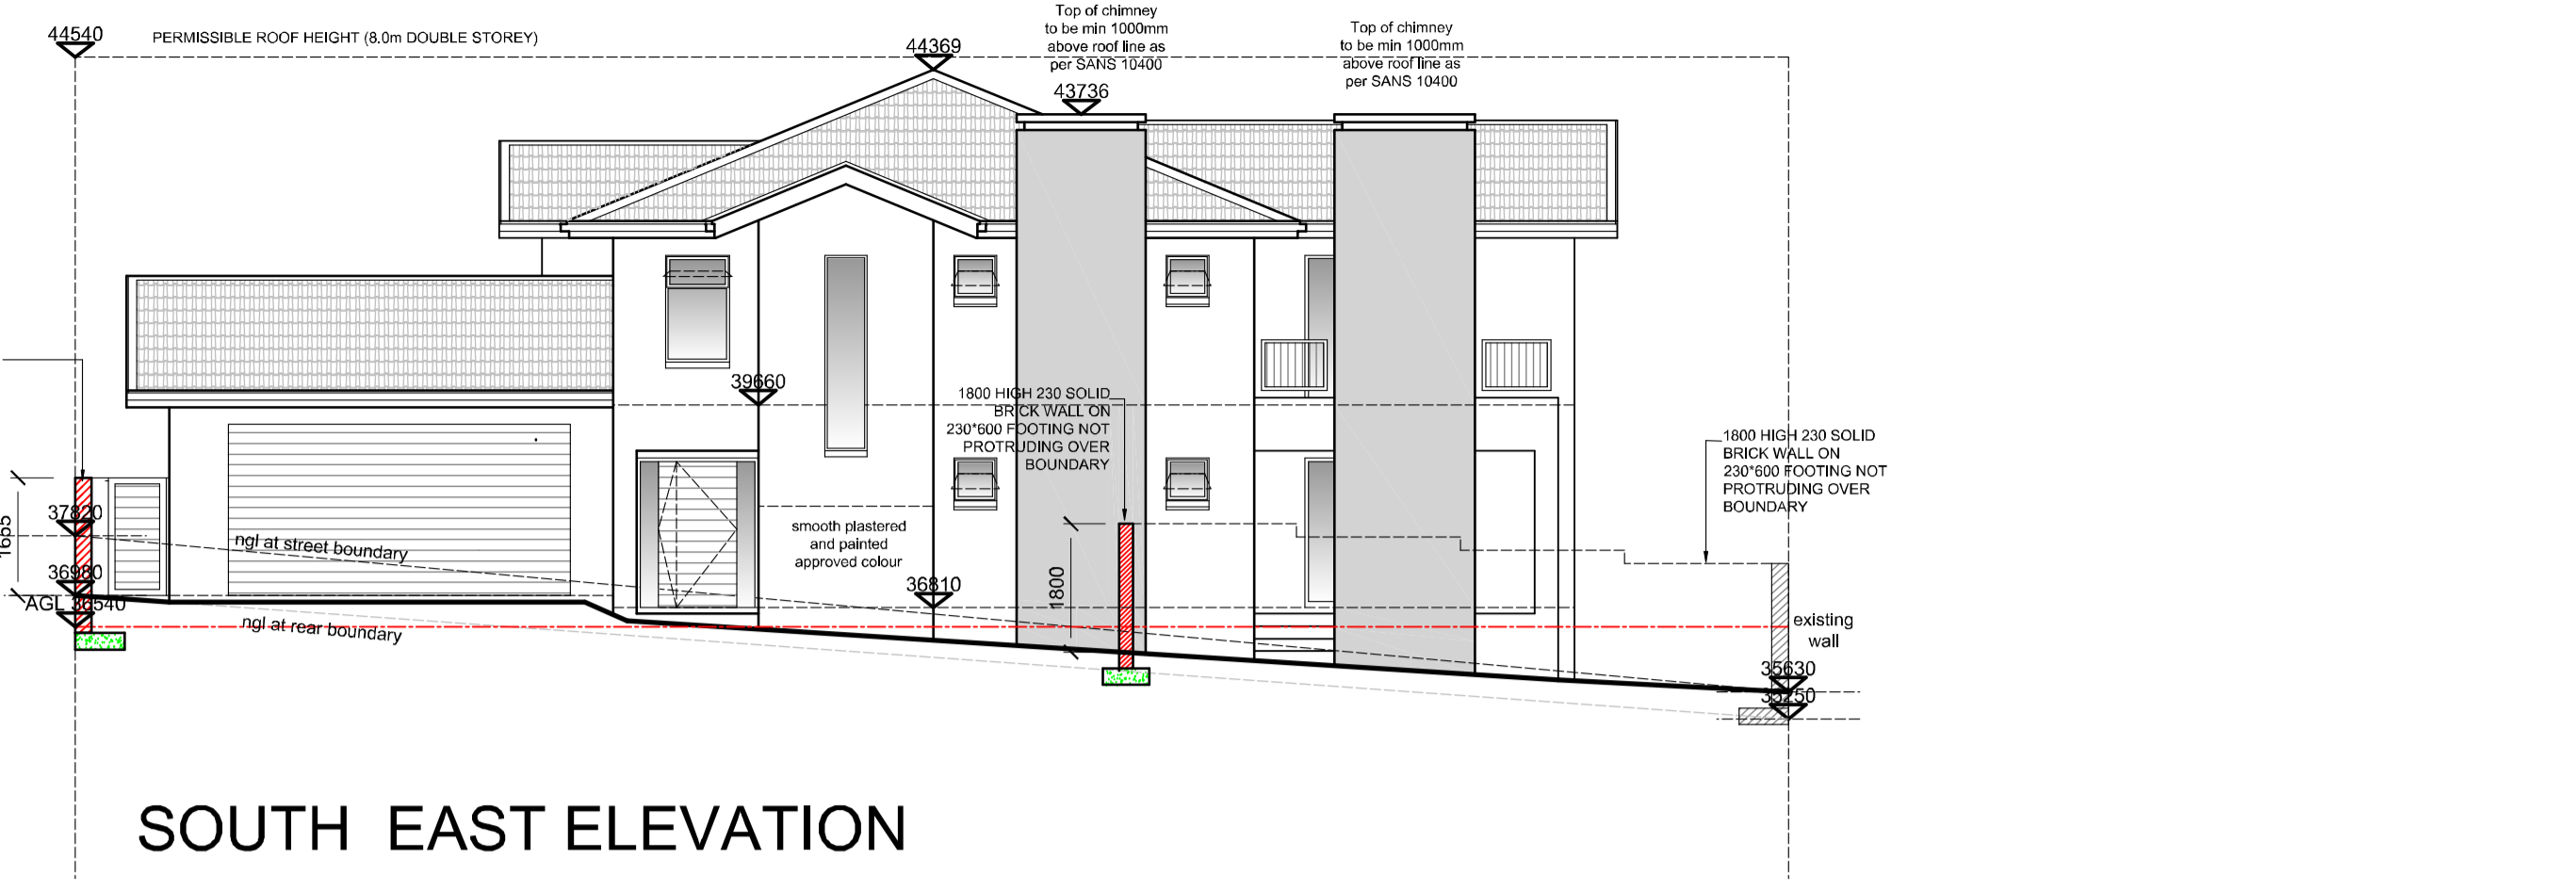 44540
PERMISSIBLE ROOF HEIGHT (8.0m DOUBLE STOREY)
44369
Top of chimney
to be min 1000mm
above roof line as
per SANS 10400
43736
Top of chimney
to be min 1000mm
above roof line as
per SANS 10400
39660
1800 HIGH 230 SOLID
BRICK WALL ON
230*600 FOOTING NOT
PROTRUDING OVER
BOUNDARY
1800 HIGH 230 SOLID
BRICK WALL ON
230*600 FOOTING NOT
PROTRUDING OVER
BOUNDARY
37820
1655
ngl at street boundary
smooth plastered
and painted
approved colour
36980
36810
1800
AGL 36540
ngl at rear boundary
existing
wall
35630
35250
SOUTH EAST ELEVATION